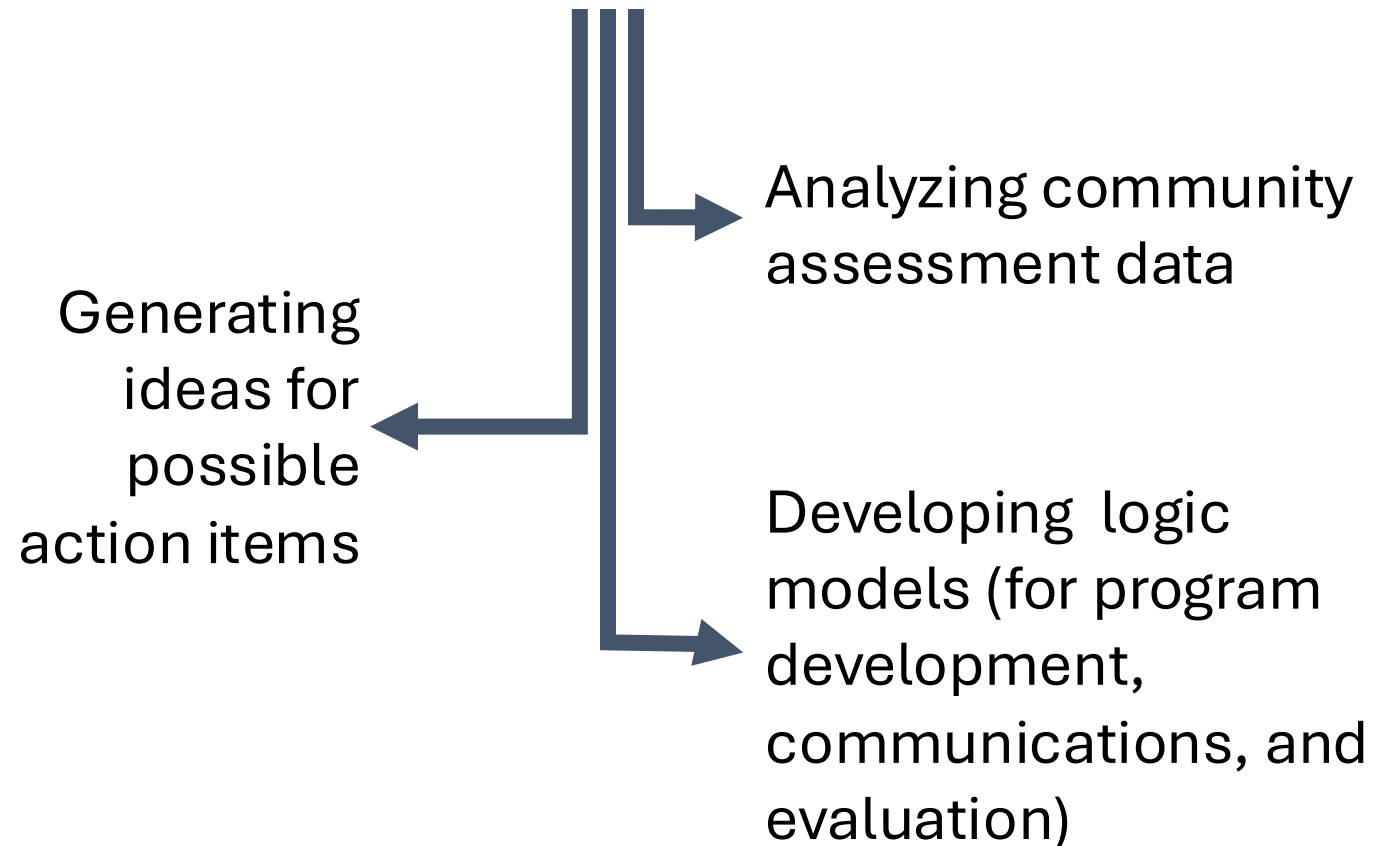 Analyzing community
assessment data
Generating
ideas for
possible
action items
Developing  logic
models (for program
development,
communications, and
evaluation)